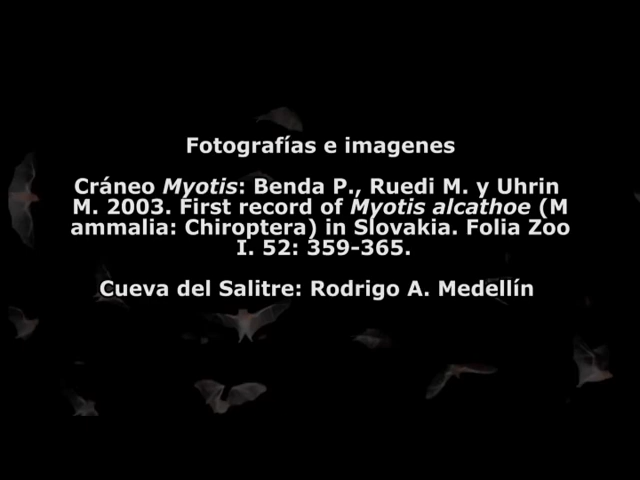 Fotografías e imagenes
Cráneo Myotis: Benda P., Ruedi M. y Uhrin
M. 2003. First record of Myotis alcathoe (M
ammalia: Chiroptera) in Slovakia. Folia Zoo
l. 52: 359-365.
Cueva del Salitre: Rodrigo A. Medellín